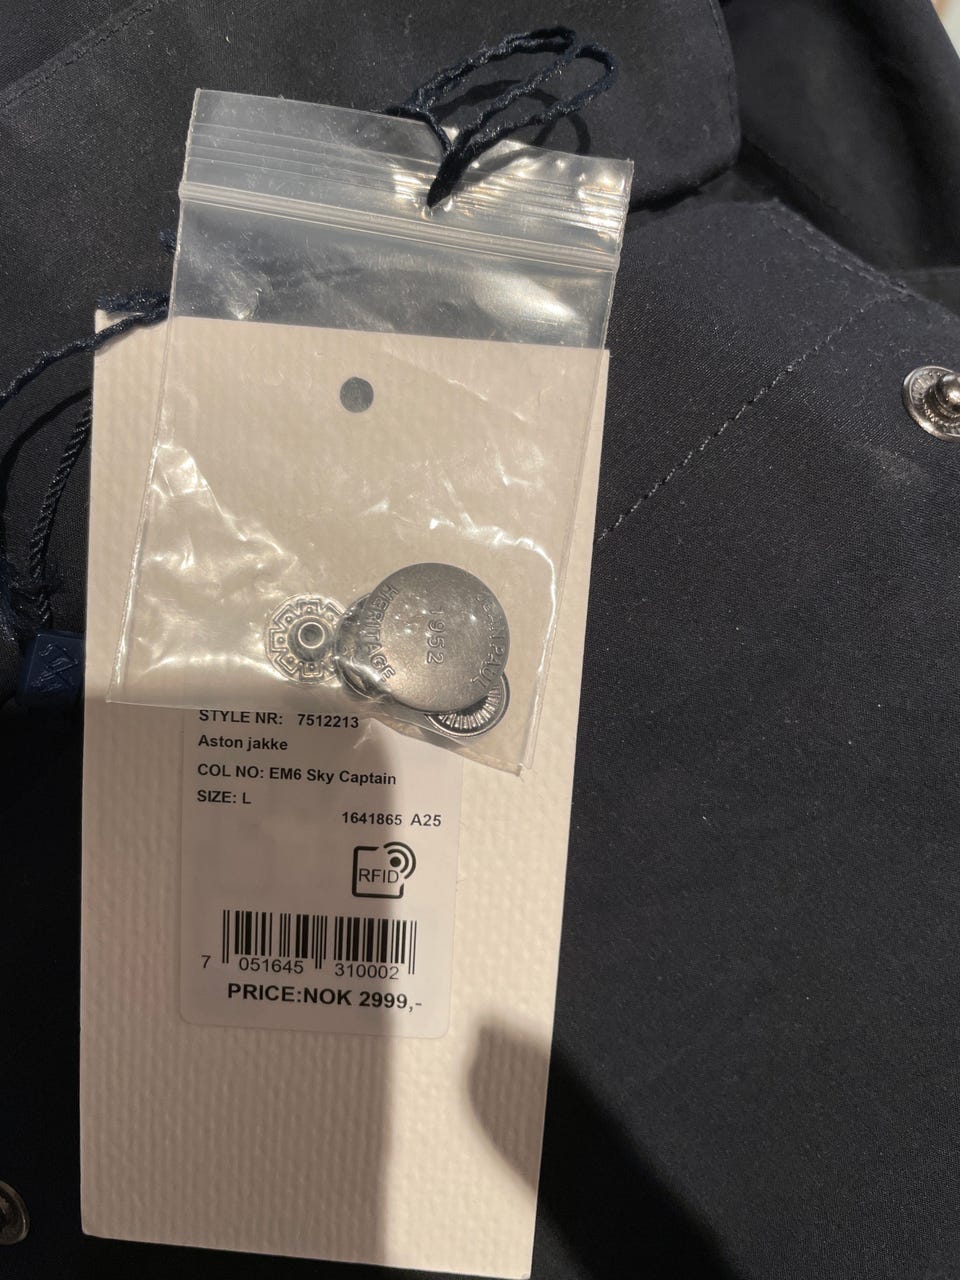 HERITAGE
1952
PAUL
STYLE NR: 7512213
Aston jakke
COL NO: EM6 Sky Captain
SIZE: L
1641865 A25
RFID
7 051645 310002
PRICE:NOK 2999,-